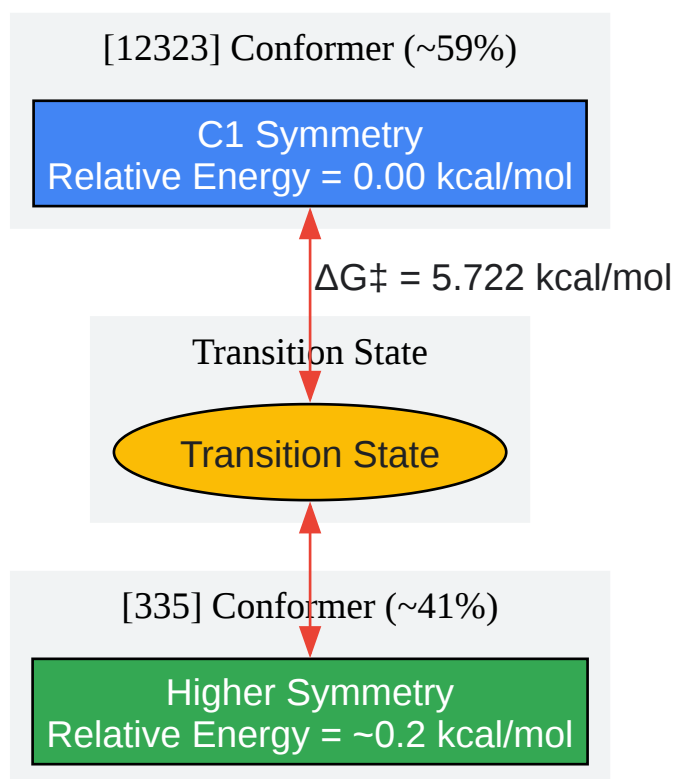 [12323] Conformer (~59%)
C1 Symmetry
Relative Energy = 0.00 kcal/mol
ΔG‡ = 5.722 kcal/mol
Transition State
Transition State
[335] Conformer (~41%)
Higher Symmetry
Relative Energy = ~0.2 kcal/mol